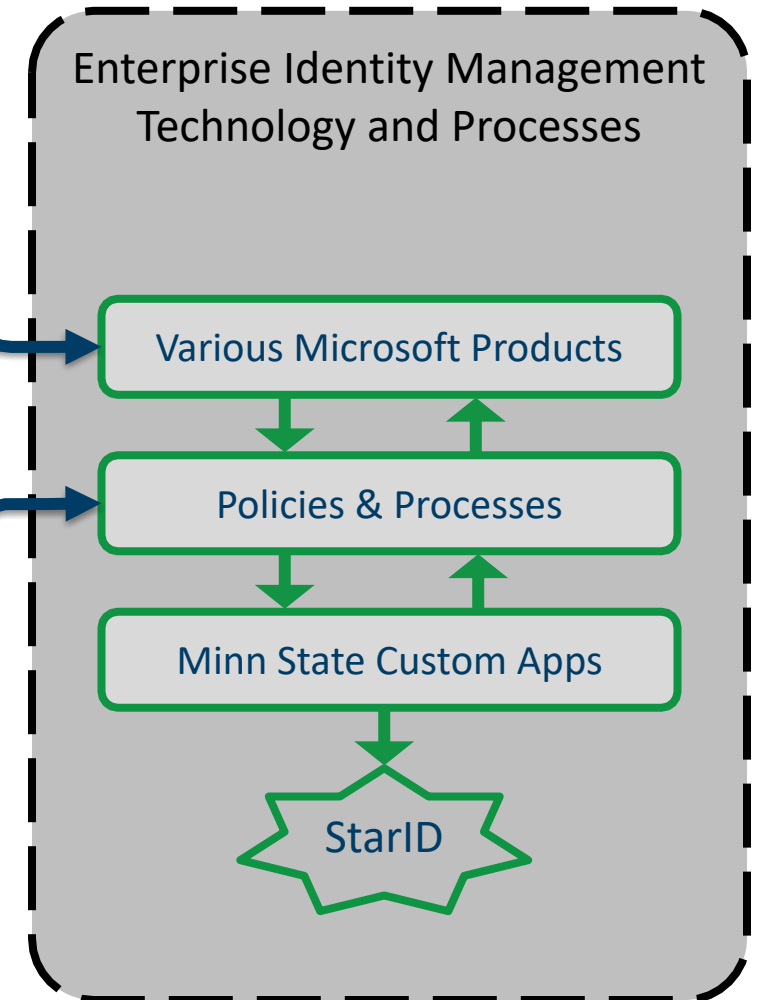 Enterprise Identity Management
Technology and Processes
Various Microsoft Products
Policies & Processes
Minn State Custom Apps
StarID